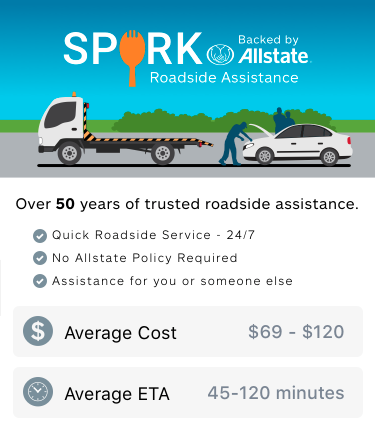 SPORK
Backed by
Allstate.
Roadside Assistance
Over 50 years of trusted roadside assistance.
Quick Roadside Service - 24/7
No Allstate Policy Required
Assistance for you or someone else
$ Average Cost $69 - $120
Average ETA 45-120 minutes